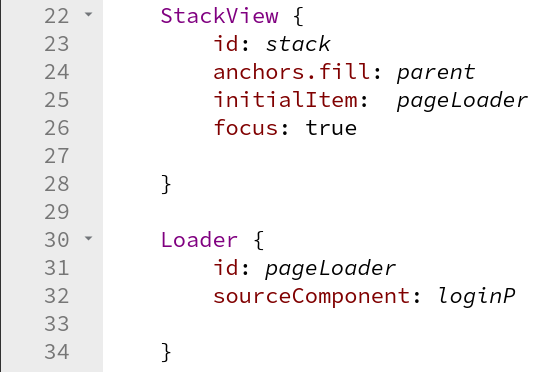 22 StackView {
23 id: stack
24 anchors.fill: parent
25 initialItem:  pageLoader
26 focus: true
27
28 }
29
30 Loader {
31 id: pageLoader
32 sourceComponent: loginP
33
34 }